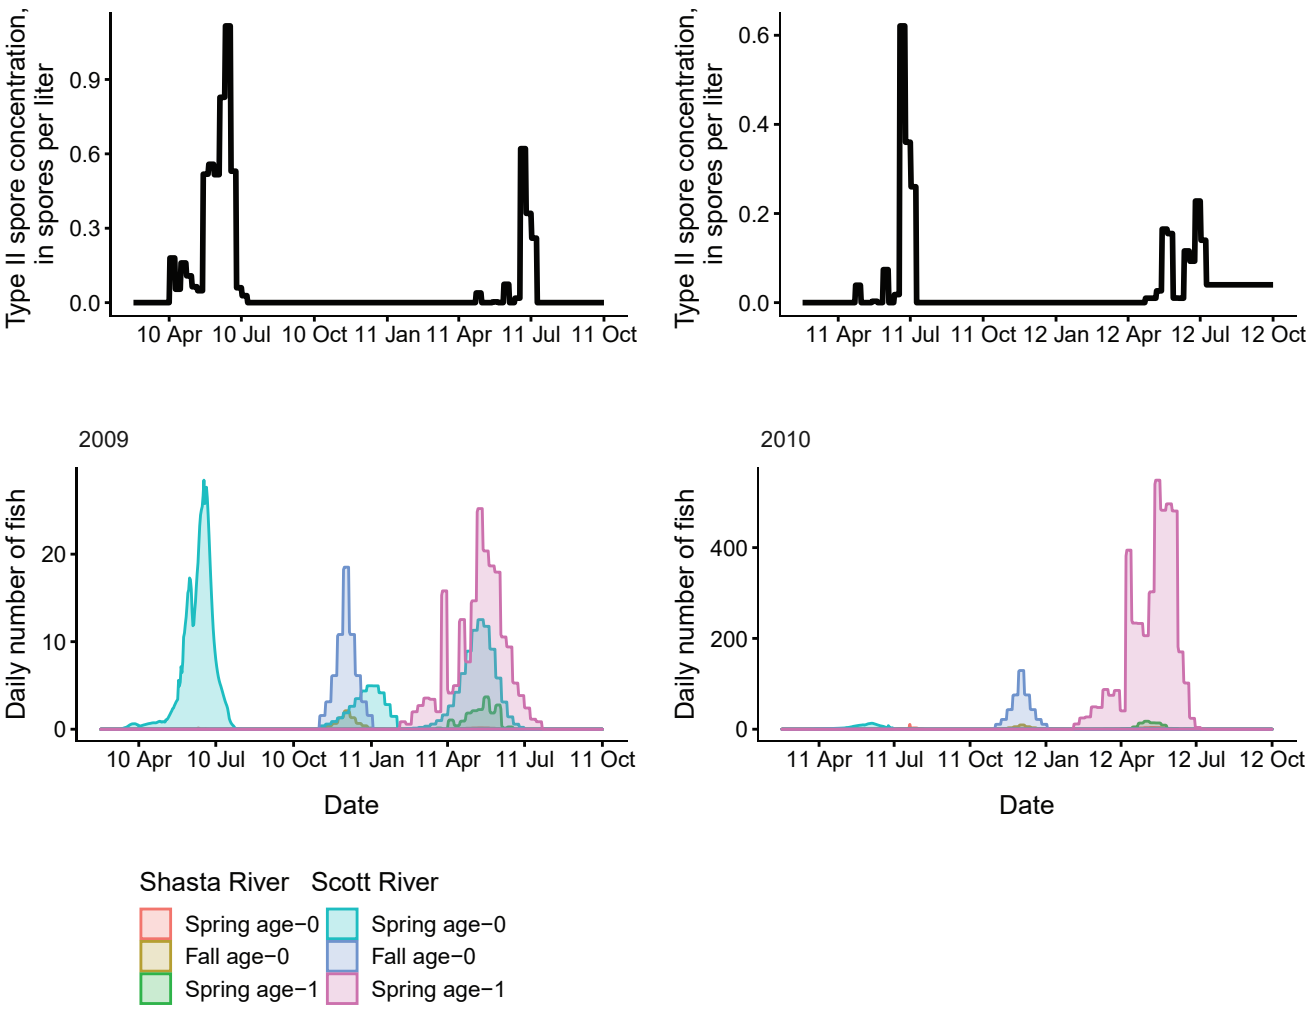 Type II spore concentration,
in spores per liter
0.9
0.6
0.3
0.0
10 Apr 10 Jul 10 Oct 11 Jan 11 Apr 11 Jul 11 Oct
Type II spore concentration,
in spores per liter
0.6
0.4
0.2
0.0
11 Apr 11 Jul 11 Oct 12 Jan 12 Apr 12 Jul 12 Oct
2009
Daily number of fish
20
10
0
10 Apr 10 Jul 10 Oct 11 Jan 11 Apr 11 Jul 11 Oct
Date
2010
Daily number of fish
400
200
0
11 Apr 11 Jul 11 Oct 12 Jan 12 Apr 12 Jul 12 Oct
Date
Shasta River Scott River
Spring age−0 Spring age−0
Fall age−0 Fall age−0
Spring age−1 Spring age−1